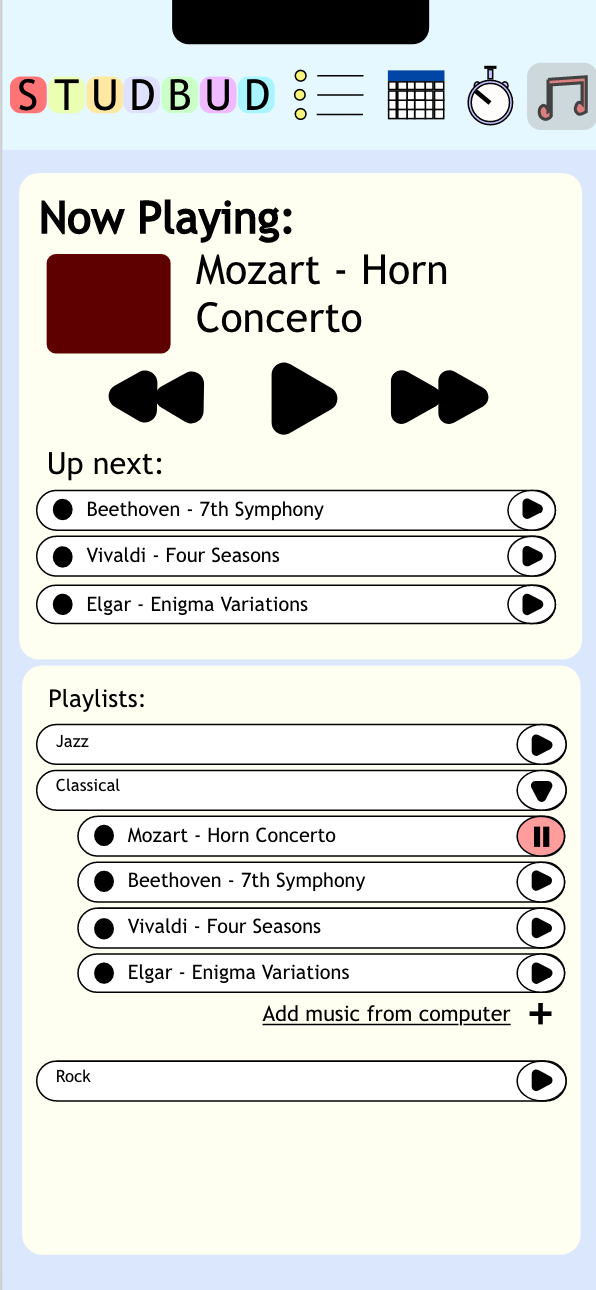 STUDBUD
Now Playing:
Mozart - Horn
Concerto
Up next:
Beethoven - 7th Symphony
Vivaldi - Four Seasons
Elgar - Enigma Variations
Playlists:
Jazz
Classical
Mozart - Horn Concerto
Beethoven - 7th Symphony
Vivaldi - Four Seasons
Elgar - Enigma Variations
Add music from computer +
Rock